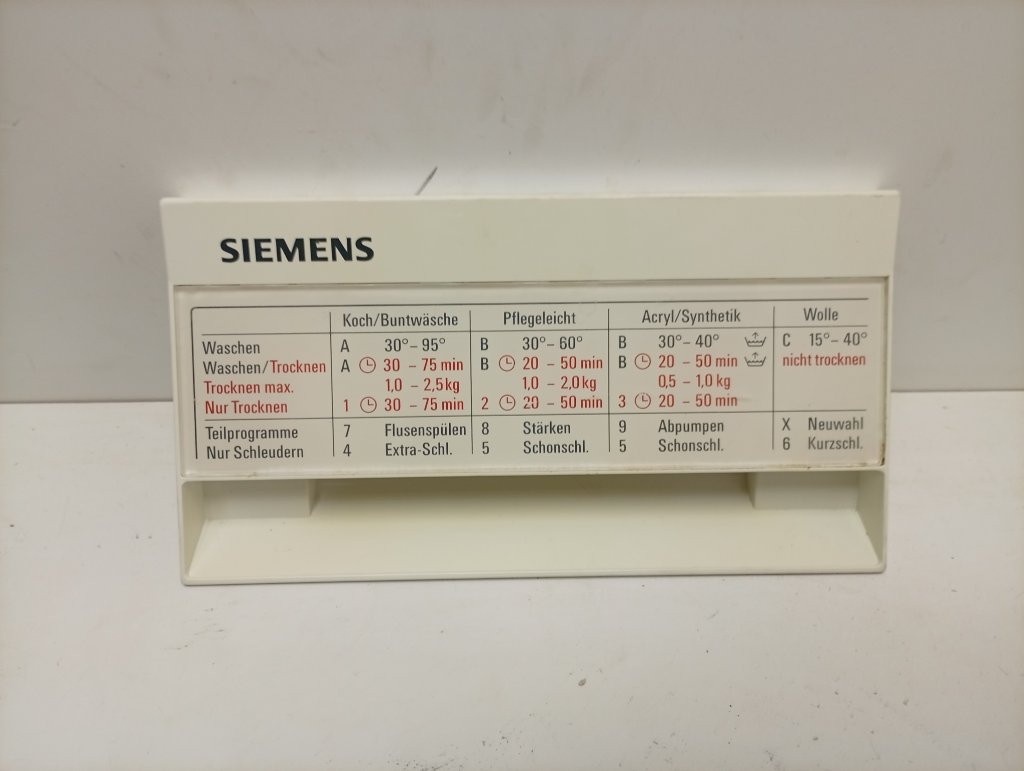 SIEMENS
Koch/Buntwäsche Pflegeleicht Acryl/Synthetik Wolle
Waschen A 30°– 95° B 30°– 60° B 30°– 40° C 15°– 40°
Waschen/Trocknen A 30 – 75 min B 20 – 50 min B 20 – 50 min nicht trocknen
Trocknen max. 1,0 – 2,5 kg 1,0 – 2,0 kg 0,5 – 1,0 kg
Nur Trocknen 1 30 – 75 min 2 20 – 50 min 3 20 – 50 min
Teilprogramme 7 Flusenspülen 8 Stärken 9 Abpumpen X Neuwahl
Nur Schleudern 4 Extra-Schl. 5 Schonschl. 5 Schonschl. 6 Kurzschl.